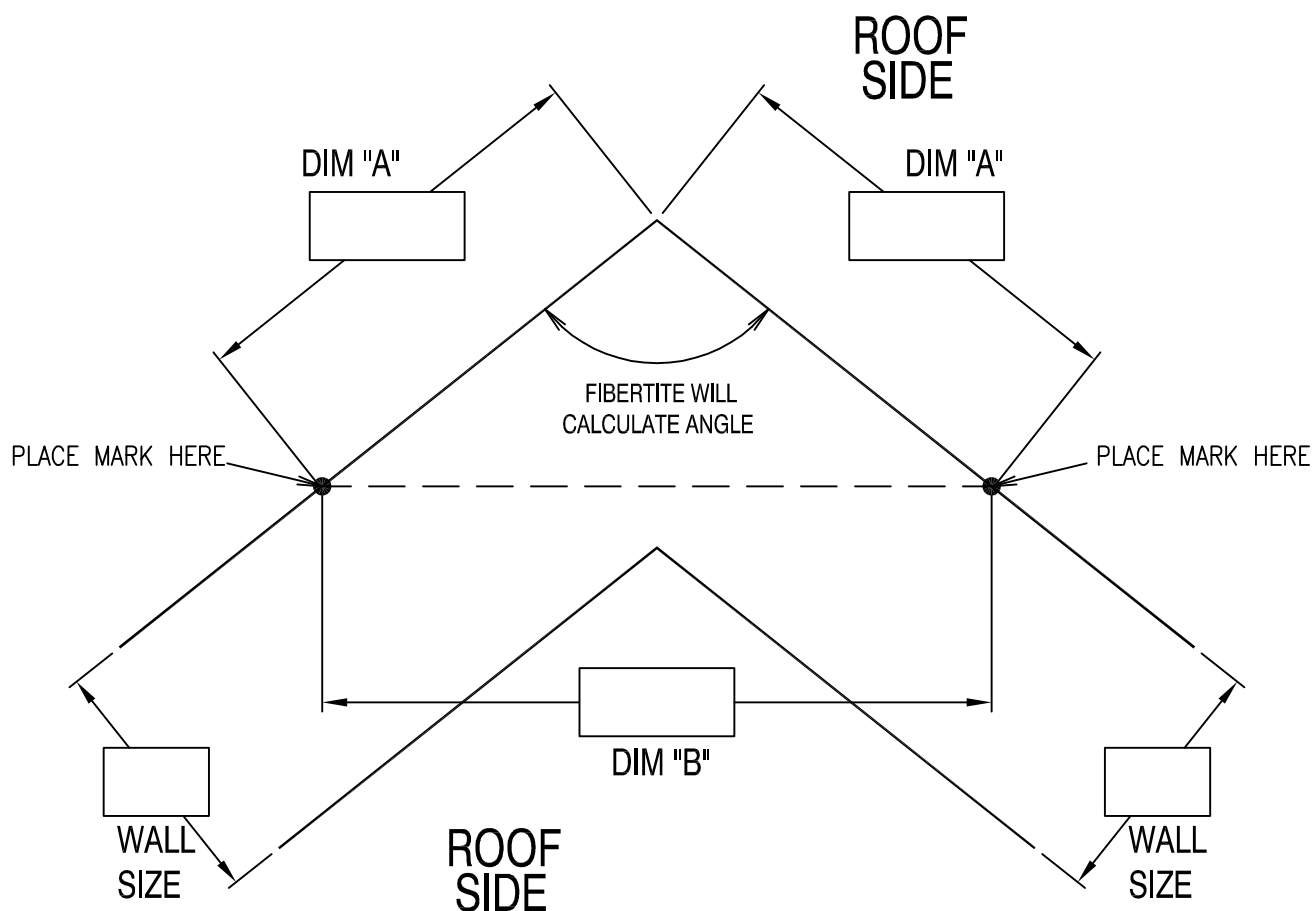 ROOF
SIDE
DIM "A"
DIM "A"
FIBERTITE WILL
CALCULATE ANGLE
PLACE MARK HERE
PLACE MARK HERE
DIM "B"
WALL
SIZE
ROOF
SIDE
WALL
SIZE